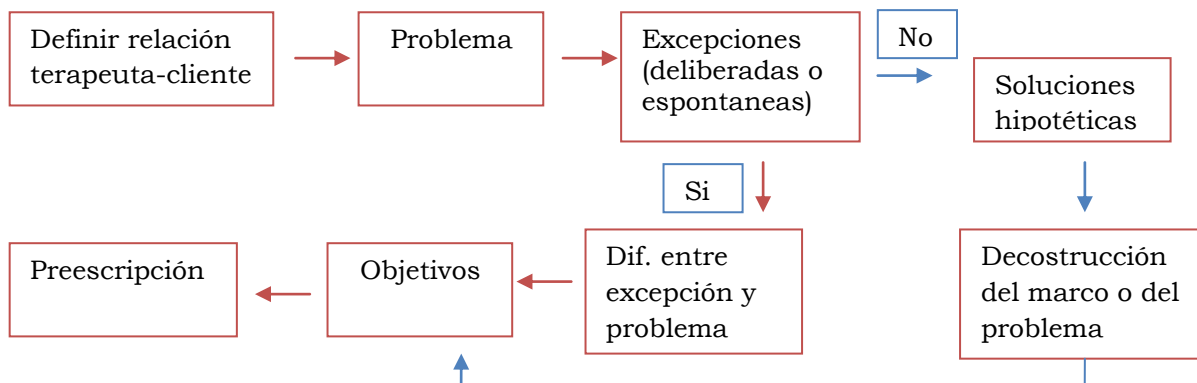 Definir relación
terapeuta-cliente
Problema
Excepciones
(deliberadas o
espontaneas)
No
Soluciones
hipotéticas
Si
Preescripción
Objetivos
Dif. entre
excepción y
problema
Decostrucción
del marco o del
problema